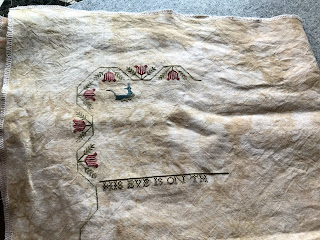 HIS EYE IS ON TH